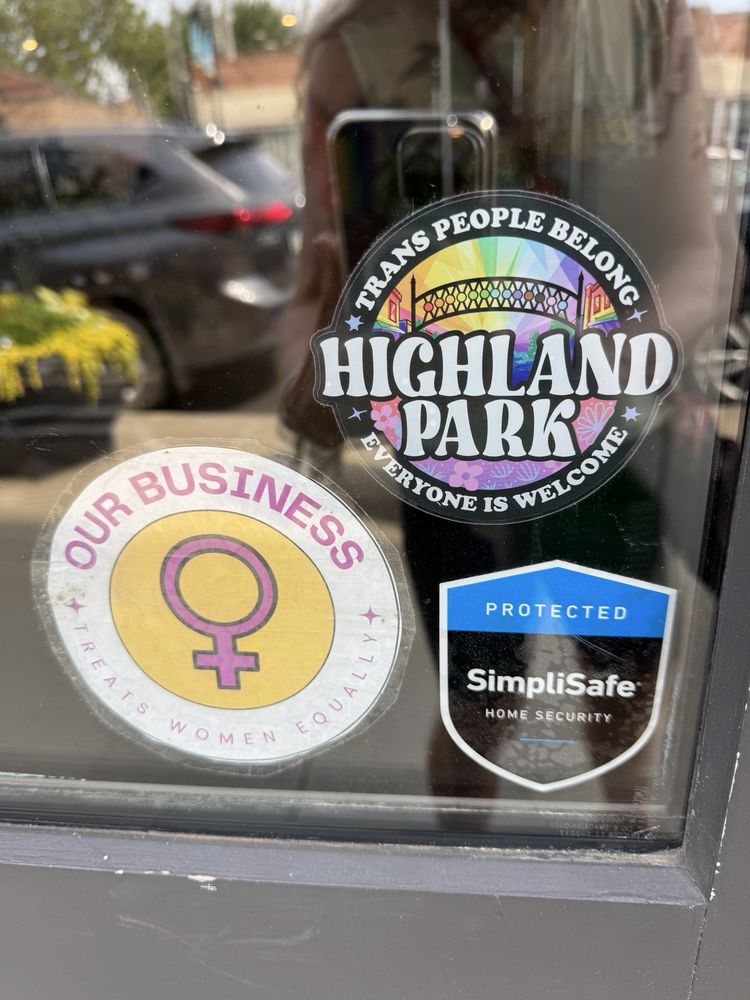 TRANS PEOPLE BELONG
HIGHLAND
PARK
EVERYONE IS WELCOME
OUR BUSINESS
TREATS WOMEN EQUALLY
PROTECTED
SimpliSafe
HOME SECURITY